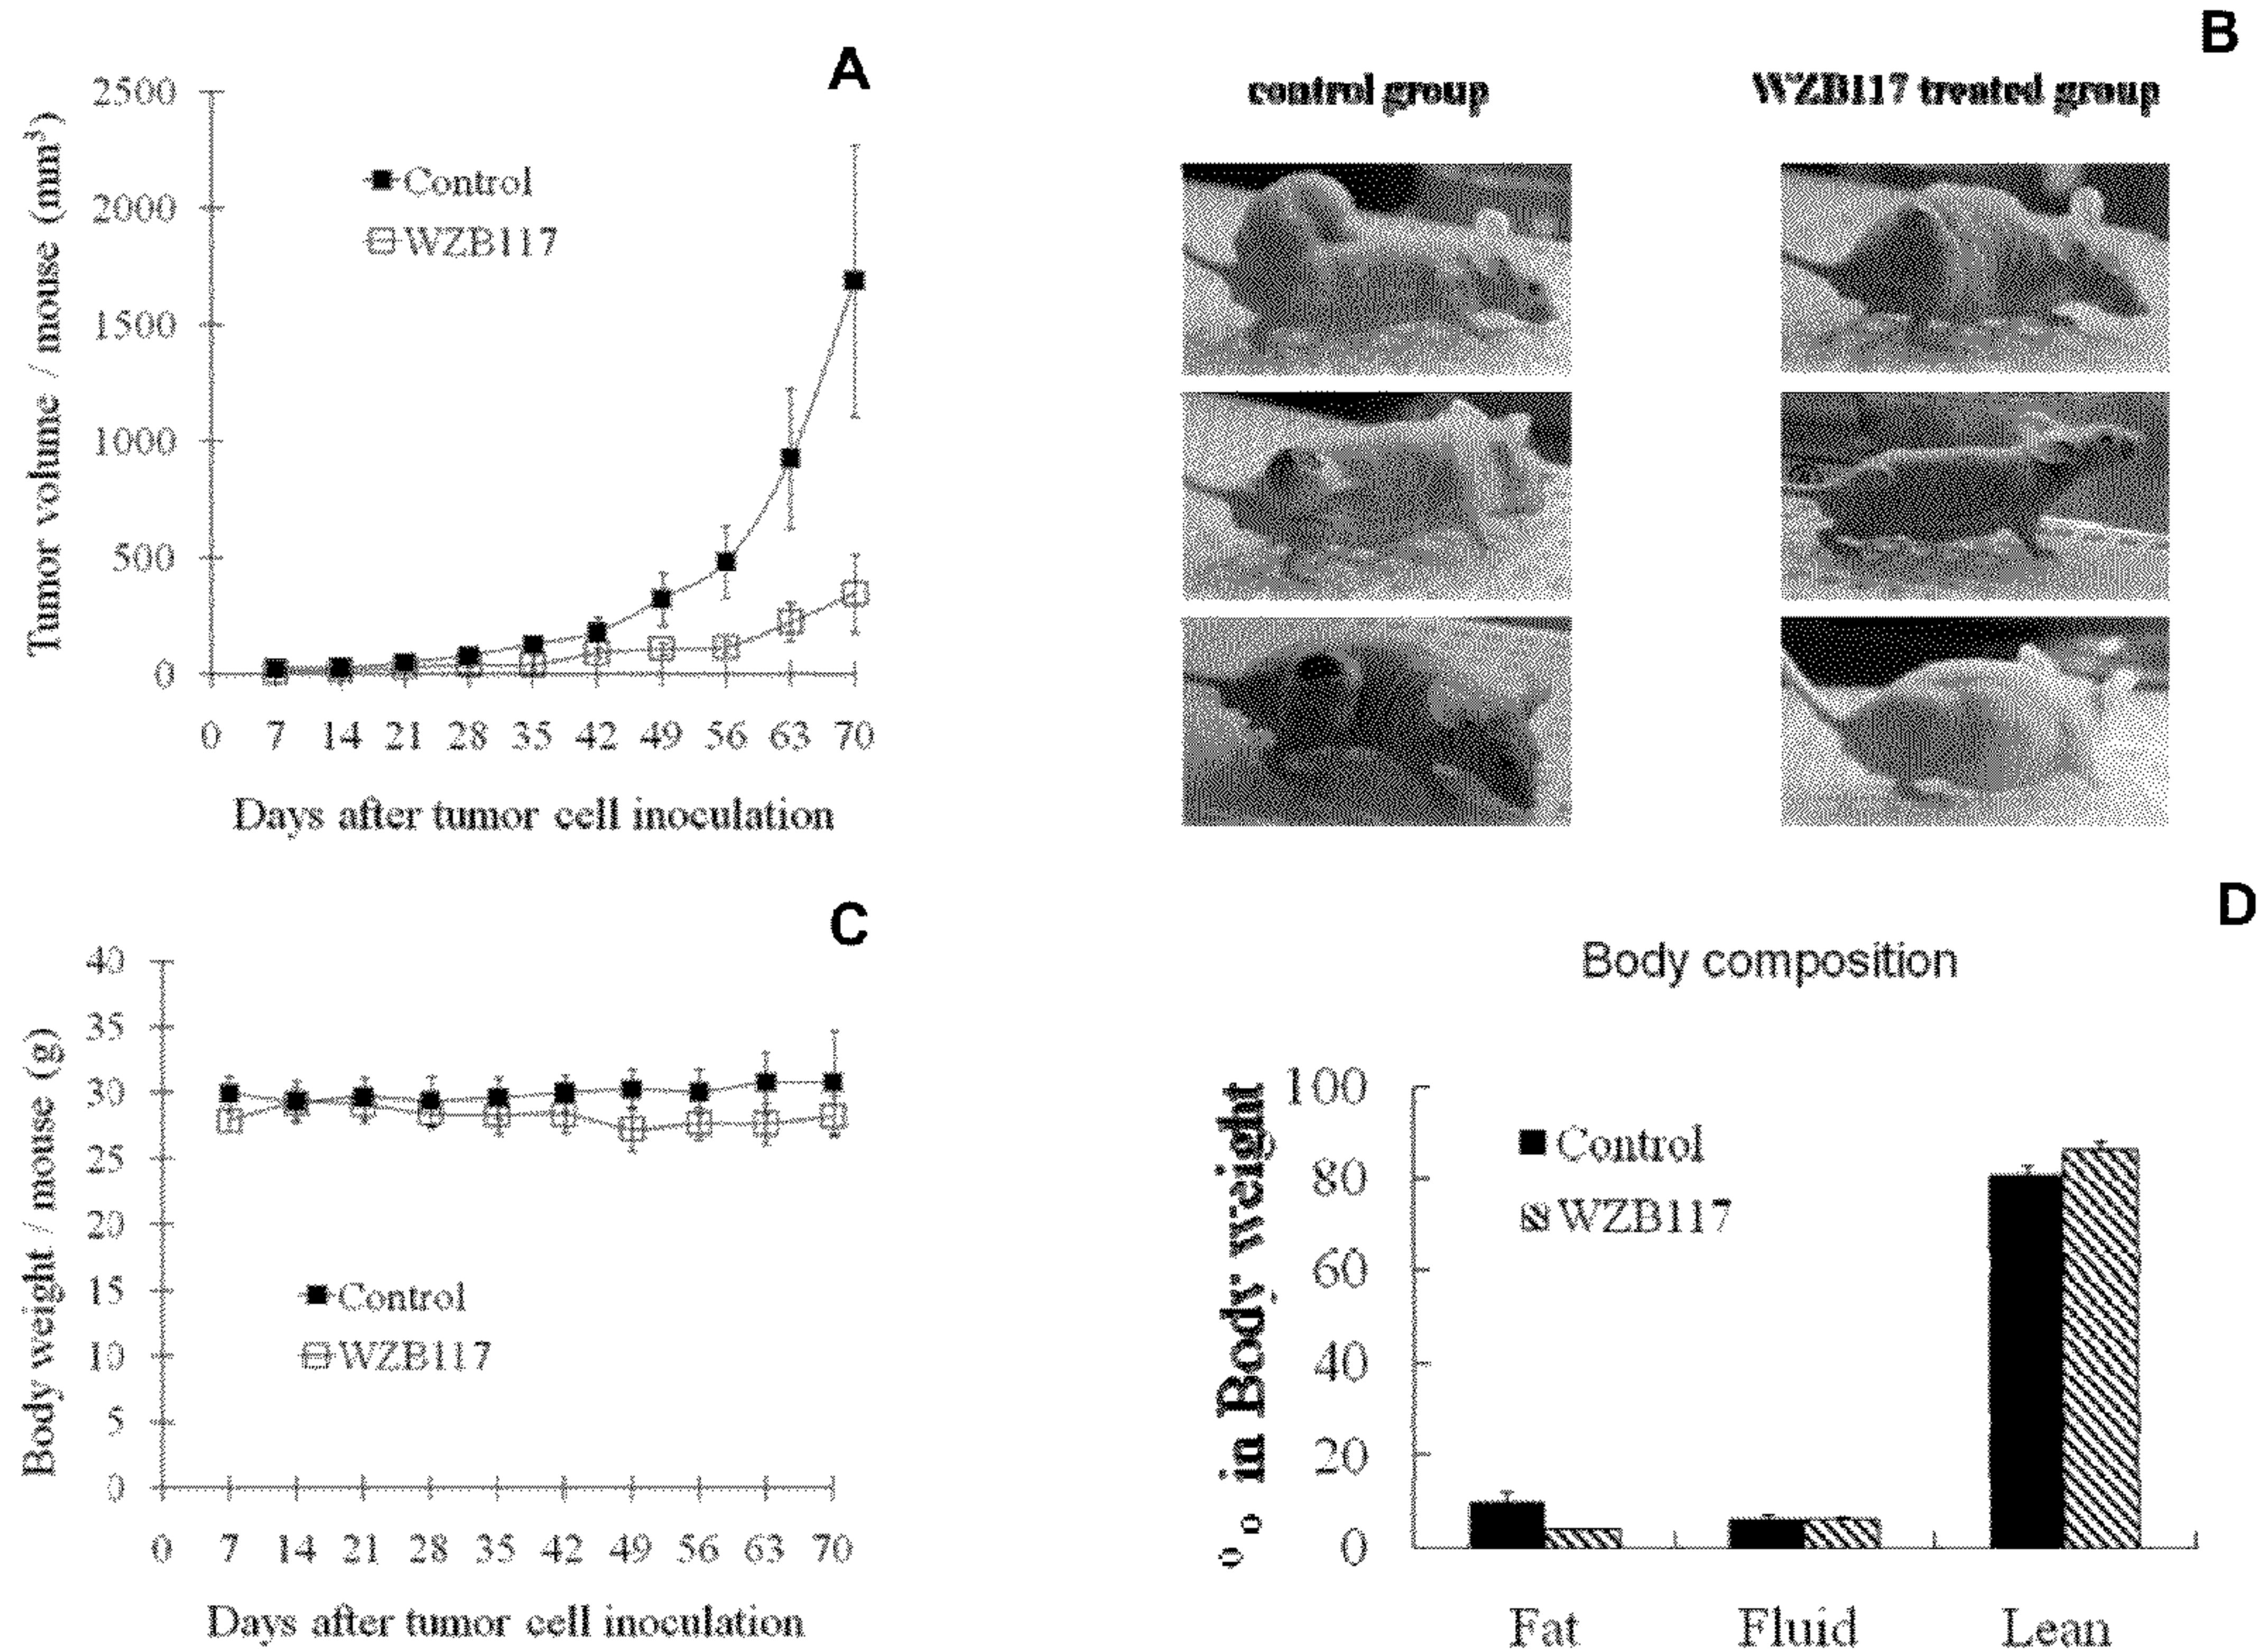 A
2500
2000
1500
1000
500
0
Tumor volume / mouse (mm³)
Control
WZB117
0 7 14 21 28 35 42 49 56 63 70
Days after tumor cell inoculation
B
control group
WZB117 treated group
C
40
35
30
25
20
15
10
5
0
Body weight / mouse (g)
Control
WZB117
0 7 14 21 28 35 42 49 56 63 70
Days after tumor cell inoculation
D
Body composition
100
80
60
40
20
0
% in Body weight
Control
WZB117
Fat Fluid Lean